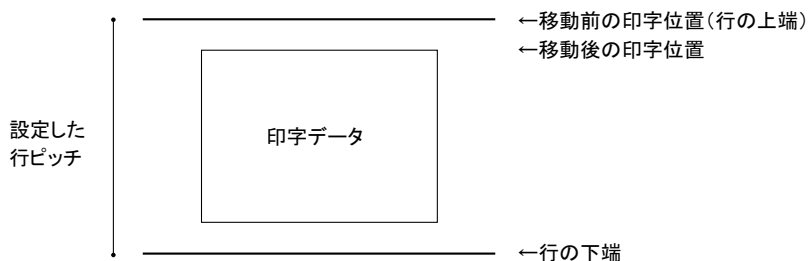 ←移動前の印字位置(行の上端)
←移動後の印字位置
設定した
行ピッチ
印字データ
←行の下端